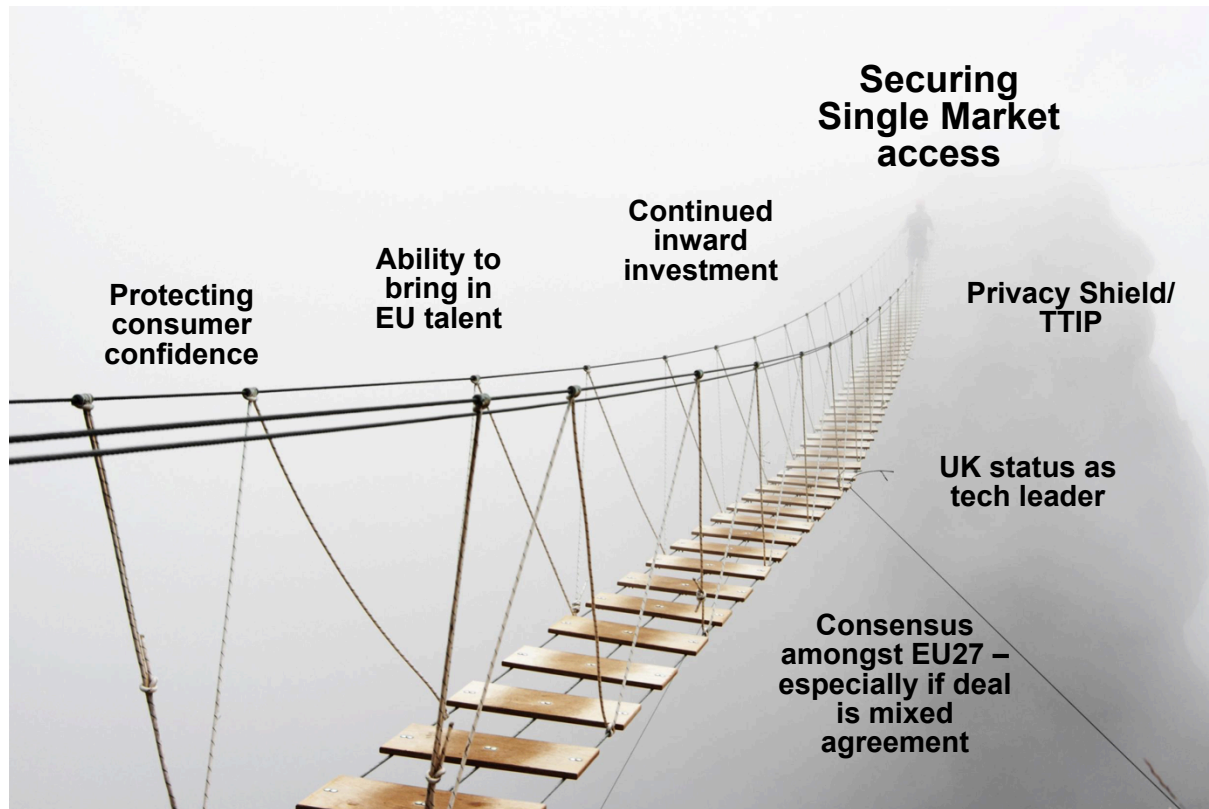 Securing
Single Market
access
Continued
inward
investment
Ability to
bring in
EU talent
Protecting
consumer
confidence
Privacy Shield/
TTIP
UK status as
tech leader
Consensus
amongst EU27 –
especially if deal
is mixed
agreement